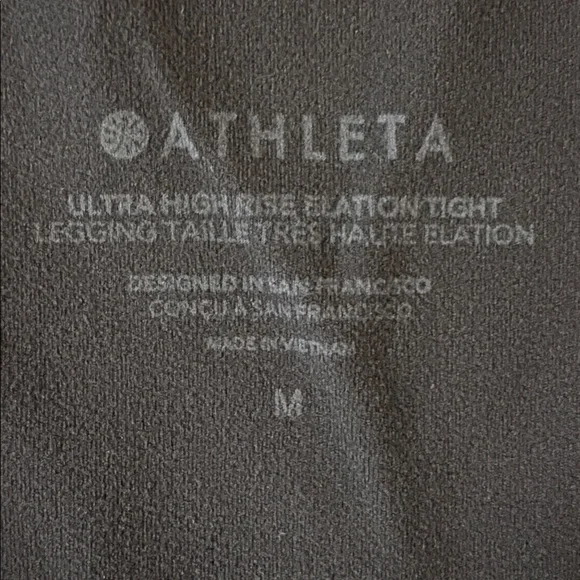 ATHLETA
ULTRA HIGH RISE ELATION TIGHT
LEGGING TAILLE TRÈS HAUTE ELATION
DESIGNED IN SAN FRANCISCO
CONÇU À SAN FRANCISCO
MADE IN VIETNAM
M